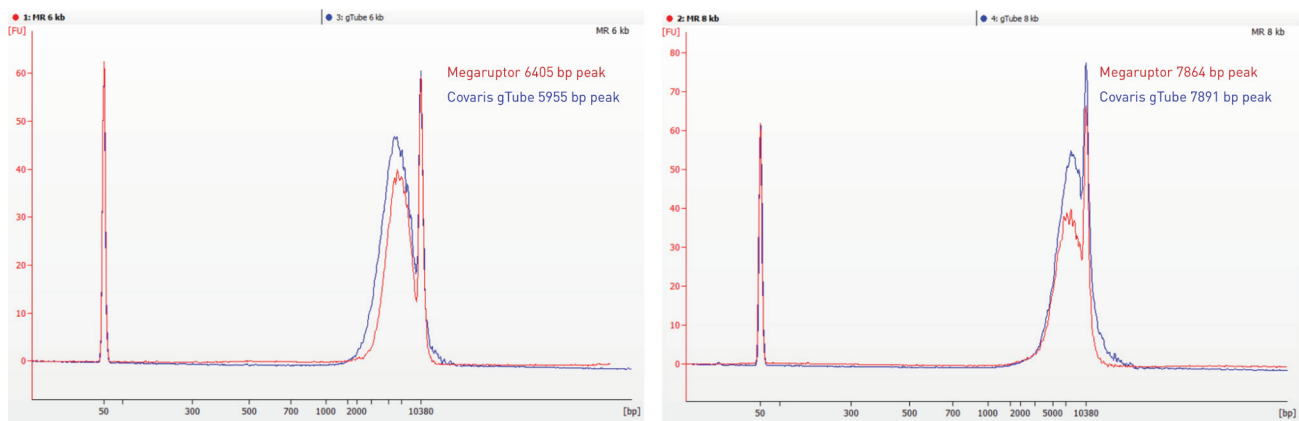 1: MR 6 kb
3: gTube 6 kb
[FU]
MR 6 kb
Megaruptor 6405 bp peak
Covaris gTube 5955 bp peak
60
50
40
30
20
10
0
50 300 500 700 1000 2000 10380 [bp]
2: MR 8 kb
4: gTube 8 kb
[FU]
MR 8 kb
Megaruptor 7864 bp peak
Covaris gTube 7891 bp peak
80
70
60
50
40
30
20
10
0
50 300 500 700 1000 2000 5000 10380 [bp]